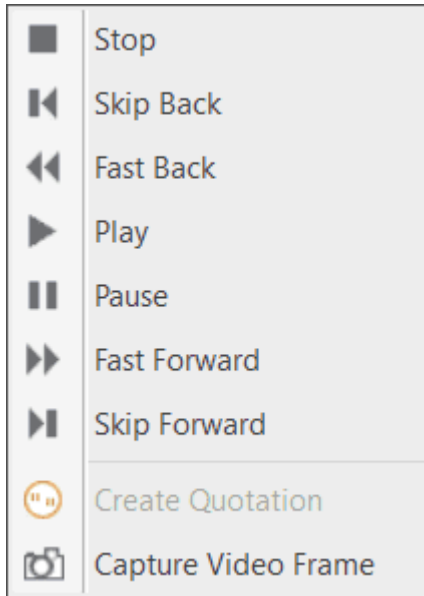 Stop
Skip Back
Fast Back
Play
Pause
Fast Forward
Skip Forward
Create Quotation
Capture Video Frame